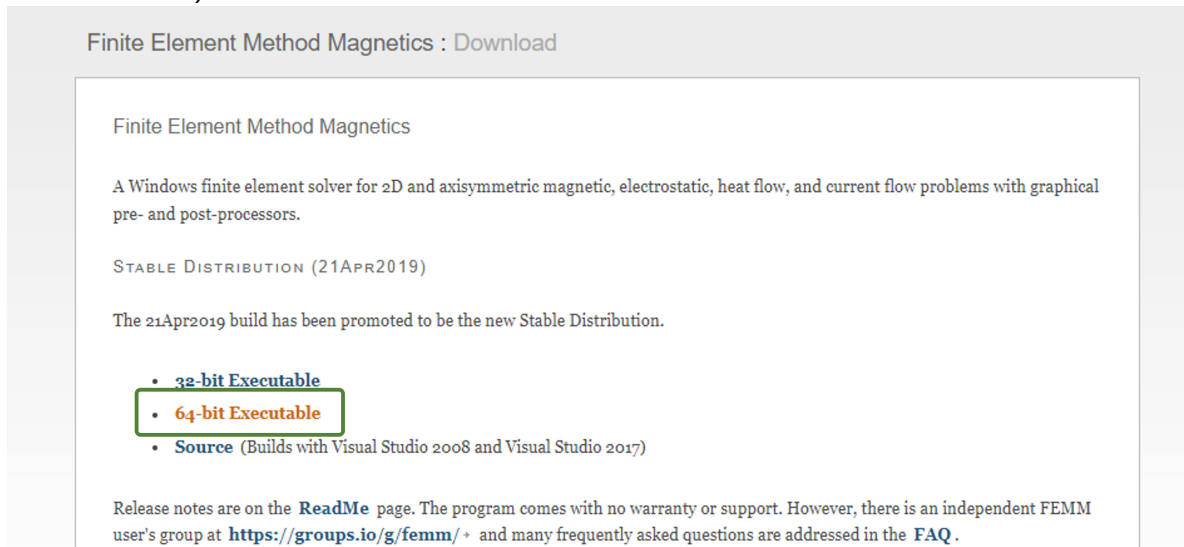 Finite Element Method Magnetics : Download
Finite Element Method Magnetics
A Windows finite element solver for 2D and axisymmetric magnetic, electrostatic, heat flow, and current flow problems with graphical
pre- and post-processors.
STABLE DISTRIBUTION (21APR2019)
The 21Apr2019 build has been promoted to be the new Stable Distribution.
• 32-bit Executable
• 64-bit Executable
• Source (Builds with Visual Studio 2008 and Visual Studio 2017)
Release notes are on the ReadMe page. The program comes with no warranty or support. However, there is an independent FEMM
user's group at https://groups.io/g/femm/ and many frequently asked questions are addressed in the FAQ .